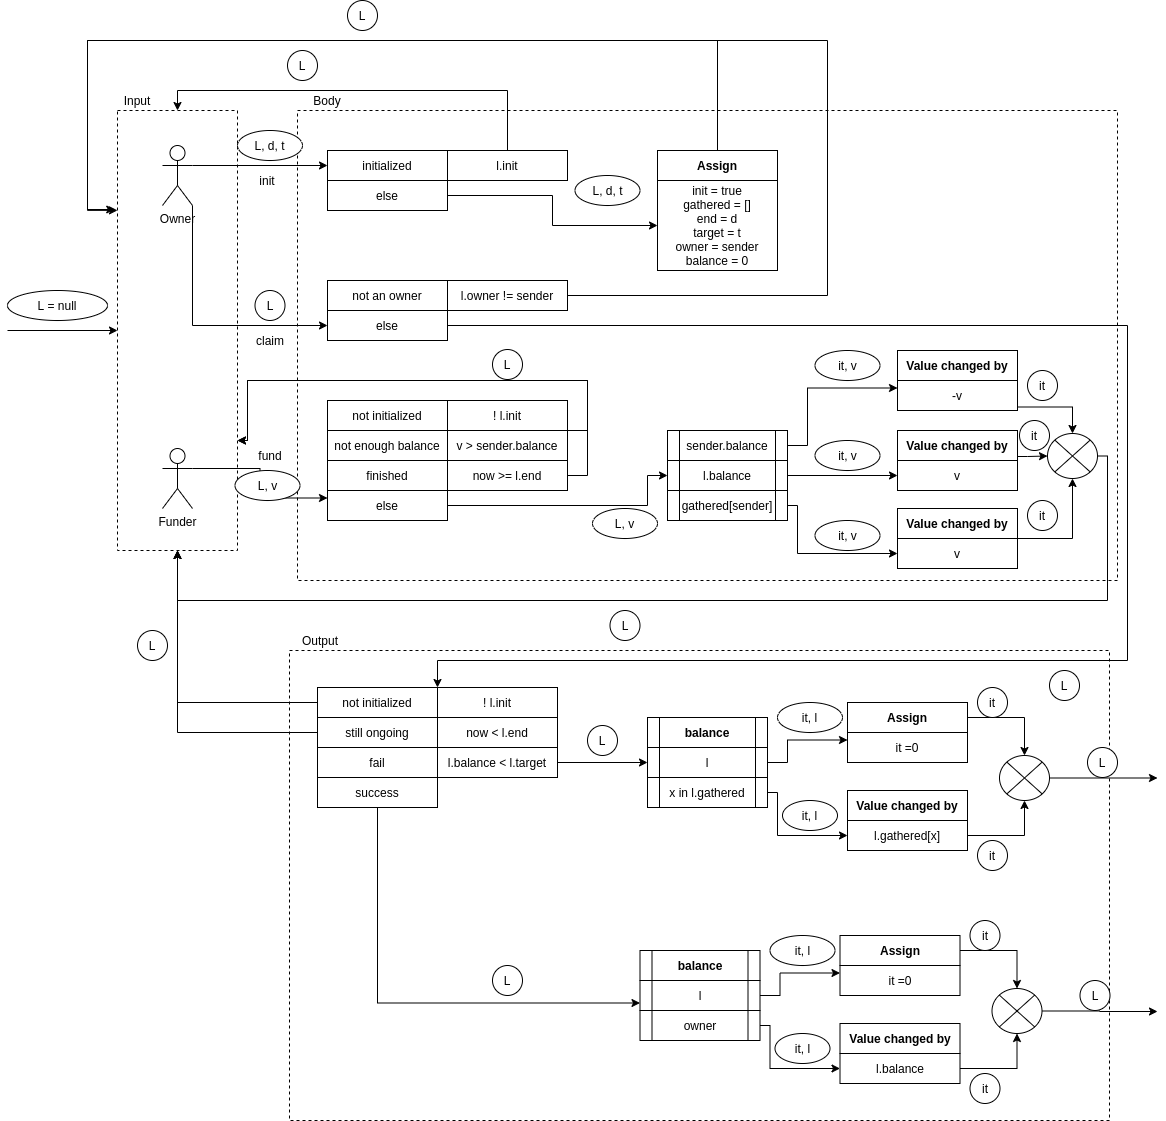 L
L
Input
Body
L, d, t
init
Owner
initialized
l.init
else
L, d, t
Assign
init = true
gathered = []
end = d
target = t
owner = sender
balance = 0
L = null
L
claim
not an owner
l.owner != sender
else
L
not initialized
! l.init
not enough balance
v > sender.balance
finished
now >= l.end
else
fund
L, v
Funder
L, v
sender.balance
l.balance
gathered[sender]
it, v
Value changed by
-v
it
it, v
Value changed by
v
it
it, v
Value changed by
v
it
L
L
Output
L
not initialized
! l.init
still ongoing
now < l.end
fail
l.balance < l.target
success
L
balance
l
x in l.gathered
it, l
Assign
it =0
it
it, l
Value changed by
l.gathered[x]
it
L
L
balance
l
owner
it, l
Assign
it =0
it
it, l
Value changed by
l.balance
it
L